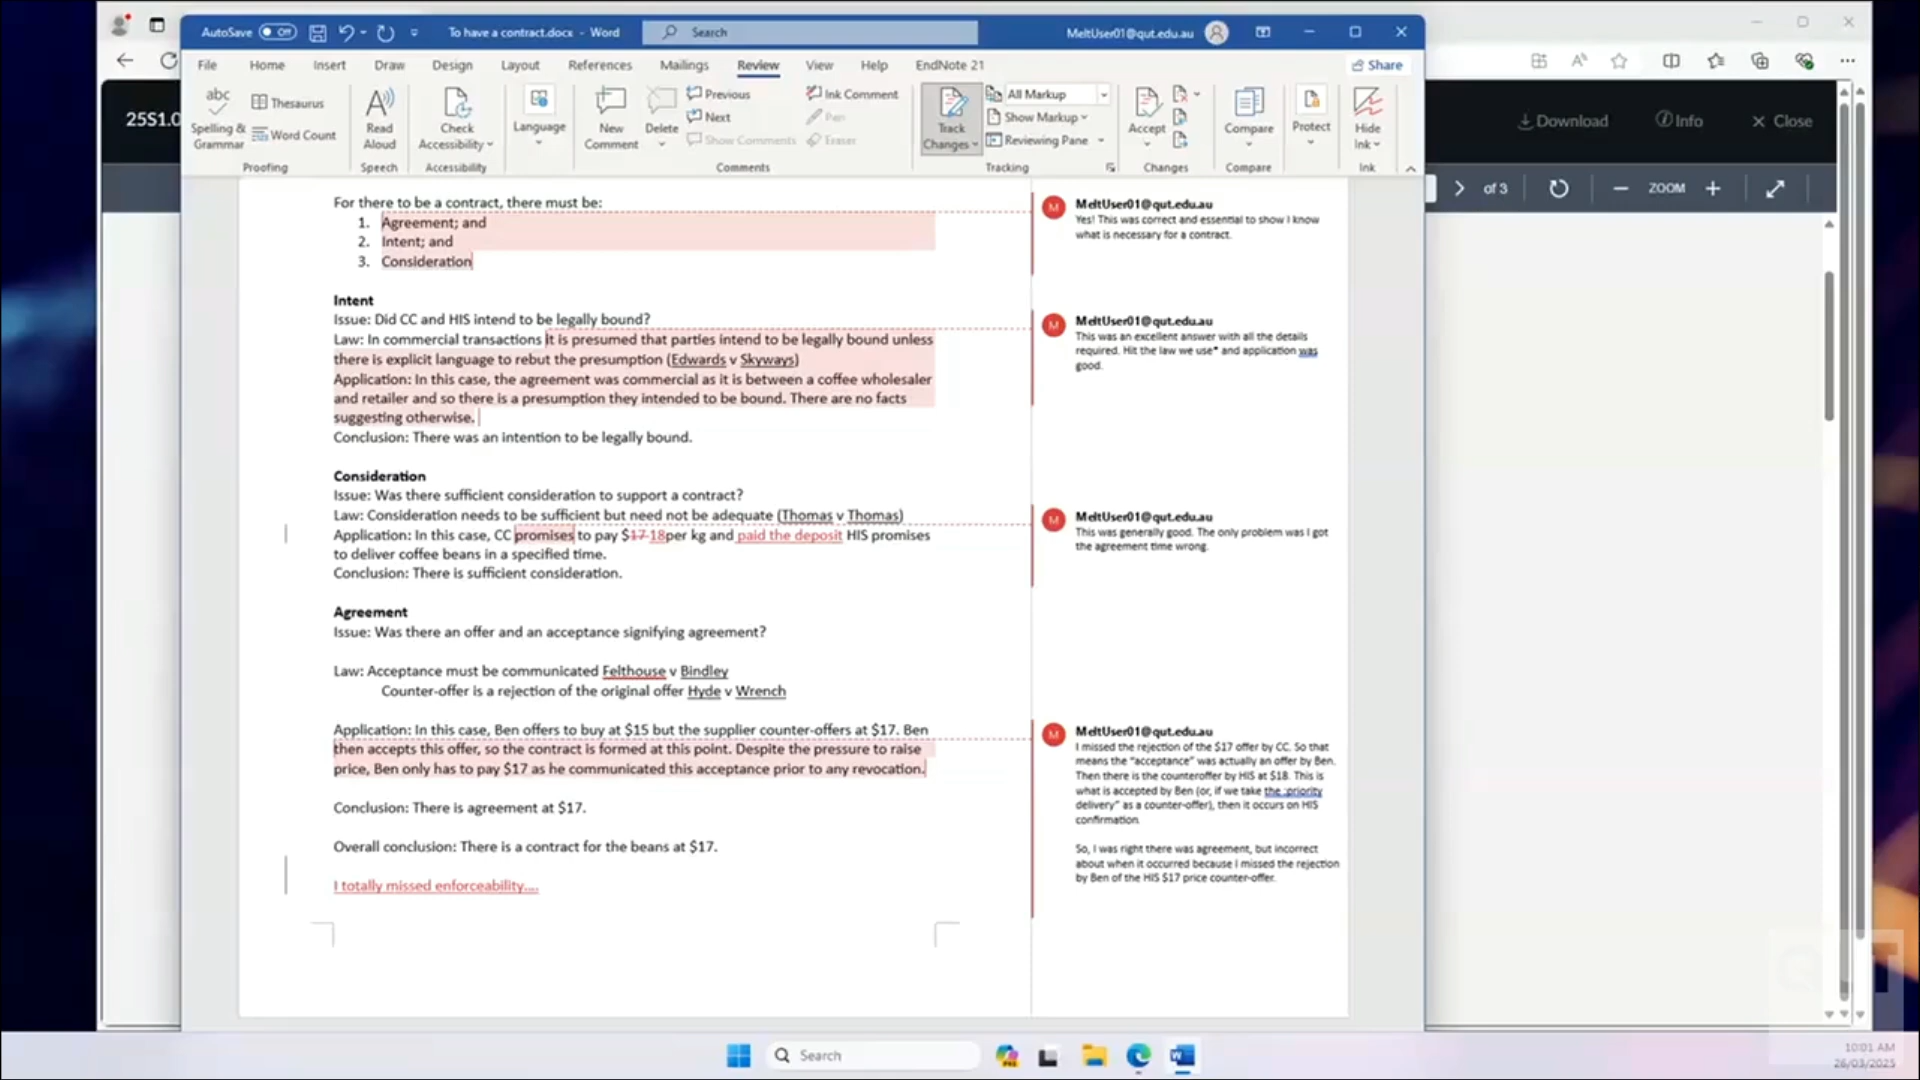 AutoSave Off To have a contract.docx - Word Search MeltUser01@qut.edu.au
File Home Insert Draw Design Layout References Mailings Review View Help EndNote 21 Share
abc Spelling & Grammar Thesaurus Word Count Read Aloud Check Accessibility Language New Comment Delete Previous Next Show Comments Ink Comment Pen Eraser Track Changes All Markup Show Markup Reviewing Pane Accept Compare Protect Hide Ink
Proofing Speech Accessibility Comments Tracking Changes Compare Ink
25S1.0 Download Info Close
of 3 ZOOM
For there to be a contract, there must be:
1. Agreement; and
2. Intent; and
3. Consideration
Intent
Issue: Did CC and HIS intend to be legally bound?
Law: In commercial transactions it is presumed that parties intend to be legally bound unless
there is explicit language to rebut the presumption (Edwards v Skyways)
Application: In this case, the agreement was commercial as it is between a coffee wholesaler
and retailer and so there is a presumption they intended to be bound. There are no facts
suggesting otherwise.
Conclusion: There was an intention to be legally bound.
Consideration
Issue: Was there sufficient consideration to support a contract?
Law: Consideration needs to be sufficient but need not be adequate (Thomas v Thomas)
Application: In this case, CC promises to pay $17 18per kg and paid the deposit HIS promises
to deliver coffee beans in a specified time.
Conclusion: There is sufficient consideration.
Agreement
Issue: Was there an offer and an acceptance signifying agreement?
Law: Acceptance must be communicated Felthouse v Bindley
Counter-offer is a rejection of the original offer Hyde v Wrench
Application: In this case, Ben offers to buy at $15 but the supplier counter-offers at $17. Ben
then accepts this offer, so the contract is formed at this point. Despite the pressure to raise
price, Ben only has to pay $17 as he communicated this acceptance prior to any revocation.
Conclusion: There is agreement at $17.
Overall conclusion: There is a contract for the beans at $17.
I totally missed enforceability....
M MeltUser01@qut.edu.au
Yes! This was correct and essential to show I know
what is necessary for a contract.
M MeltUser01@qut.edu.au
This was an excellent answer with all the details
required. Hit the law we use* and application was
good.
M MeltUser01@qut.edu.au
This was generally good. The only problem was I got
the agreement time wrong.
M MeltUser01@qut.edu.au
I missed the rejection of the $17 offer by CC. So that
means the "acceptance" was actually an offer by Ben.
Then there is the counteroffer by HIS at $18. This is
what is accepted by Ben (or, if we take the :priority
delivery" as a counter-offer), then it occurs on HIS
confirmation.
So, I was right there was agreement, but incorrect
about when it occurred because I missed the rejection
by Ben of the HIS $17 price counter-offer.
Search
10:01 AM
26/03/2025
QUT